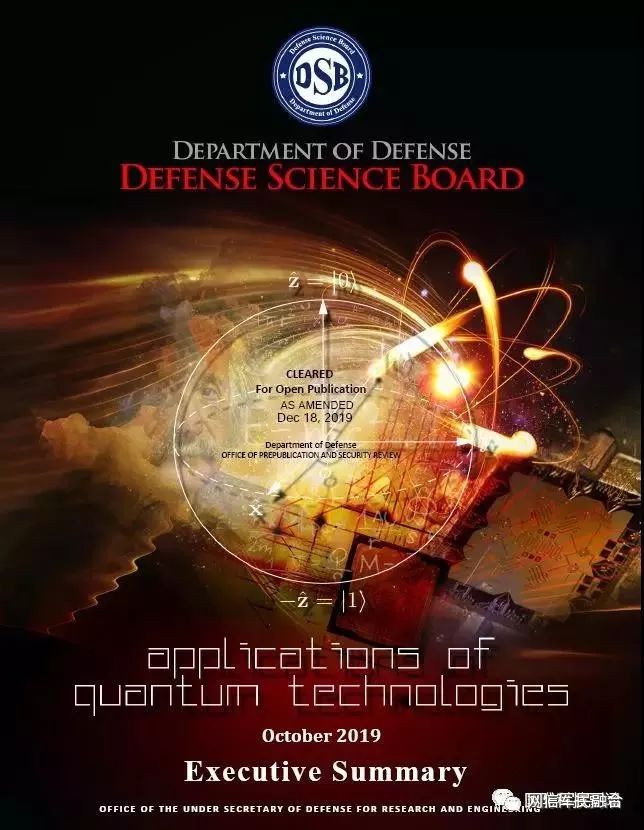 Defense Science Board
DSB
Department of Defense
DEPARTMENT OF DEFENSE
DEFENSE SCIENCE BOARD
ẑ = |0⟩
CLEARED
For Open Publication
AS AMENDED
Dec 18, 2019
Department of Defense
OFFICE OF PREPUBLICATION AND SECURITY REVIEW
x̂
−ẑ = |1⟩
applications of
quantum technologies
October 2019
Executive Summary
OFFICE OF THE UNDER SECRETARY OF DEFENSE FOR RESEARCH AND ENGINEERING